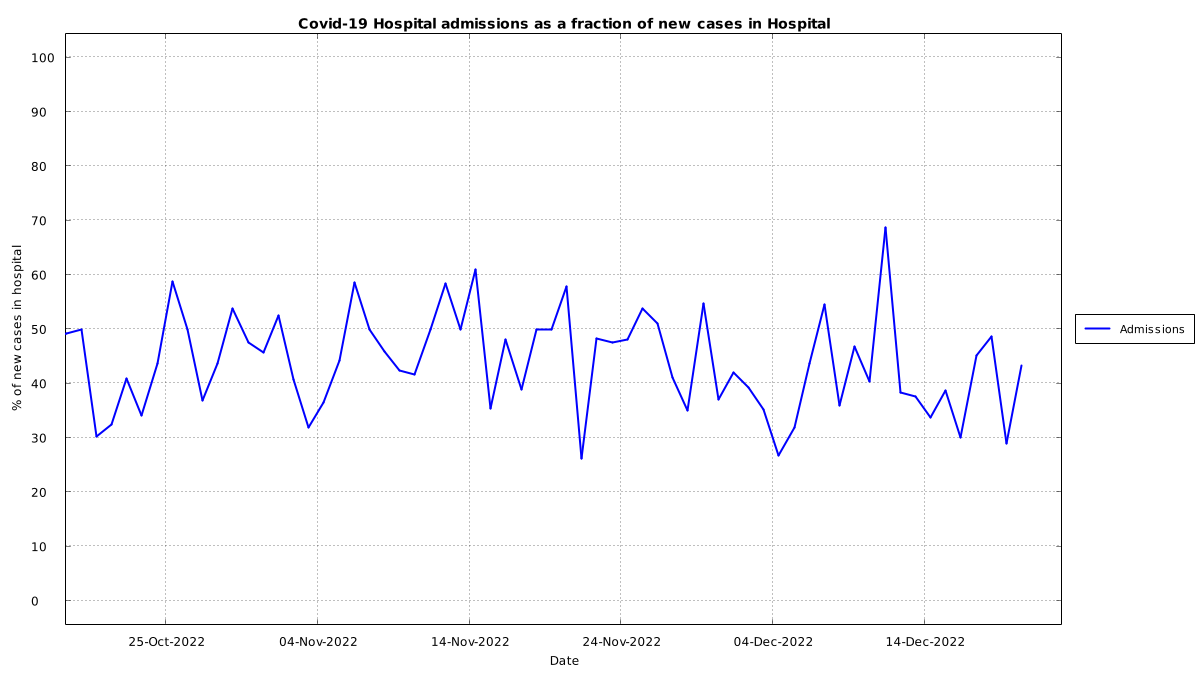 Covid-19 Hospital admissions as a fraction of new cases in Hospital
100
90
80
70
60
50
40
30
20
10
0
% of new cases in hospital
Admissions
25-Oct-2022
04-Nov-2022
14-Nov-2022
24-Nov-2022
04-Dec-2022
14-Dec-2022
Date